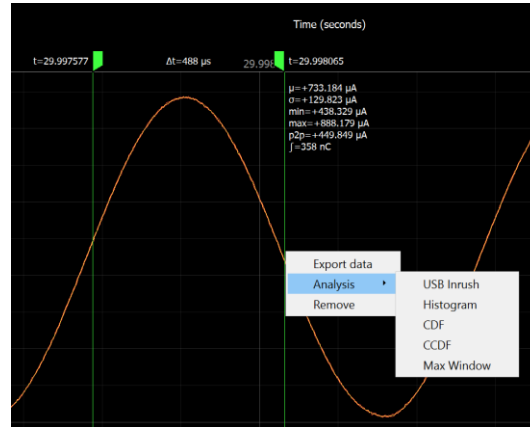 Time (seconds)
t=29.997577 Δt=488 µs 29.998 t=29.998065
µ=+733.184 µA
σ=+129.823 µA
min=+438.329 µA
max=+888.179 µA
p2p=+449.849 µA
∫=358 nC
Export data
Analysis
Remove
USB Inrush
Histogram
CDF
CCDF
Max Window